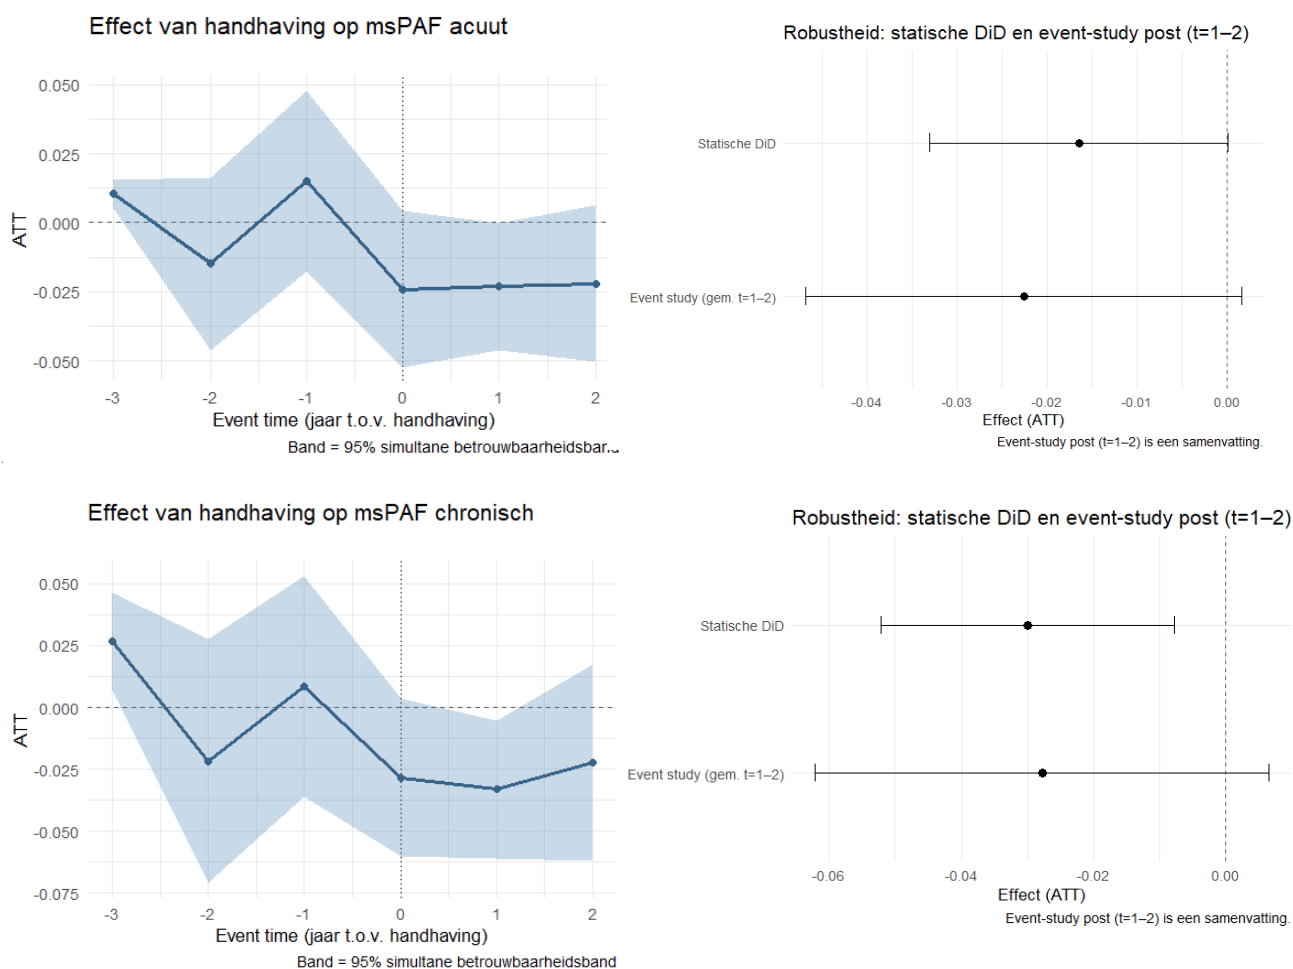 Effect van handhaving op msPAF acuut
0.050
0.025
0.000
-0.025
-0.050
ATT
-3 -2 -1 0 1 2
Event time (jaar t.o.v. handhaving)
Band = 95% simultane
Robustheid: statische DiD en event-study post (t=1–2)
Statische DiD
Event study (gem. t=1–2)
-0.04 -0.03 -0.02 -0.01 0.00
Effect (ATT)
Event-study post (t=1–2) is een samenvatting.
Effect van handhaving op msPAF chronisch
0.050
0.025
0.000
-0.025
-0.050
-0.075
ATT
-3 -2 -1 0 1 2
Event time (jaar t.o.v. handhaving)
Band = 95% simultane betrouwbaarheidsband
Robustheid: statische DiD en event-study post (t=1–2)
Statische DiD
Event study (gem. t=1–2)
-0.06 -0.04 -0.02 0.00
Effect (ATT)
Event-study post (t=1–2) is een samenvatting.